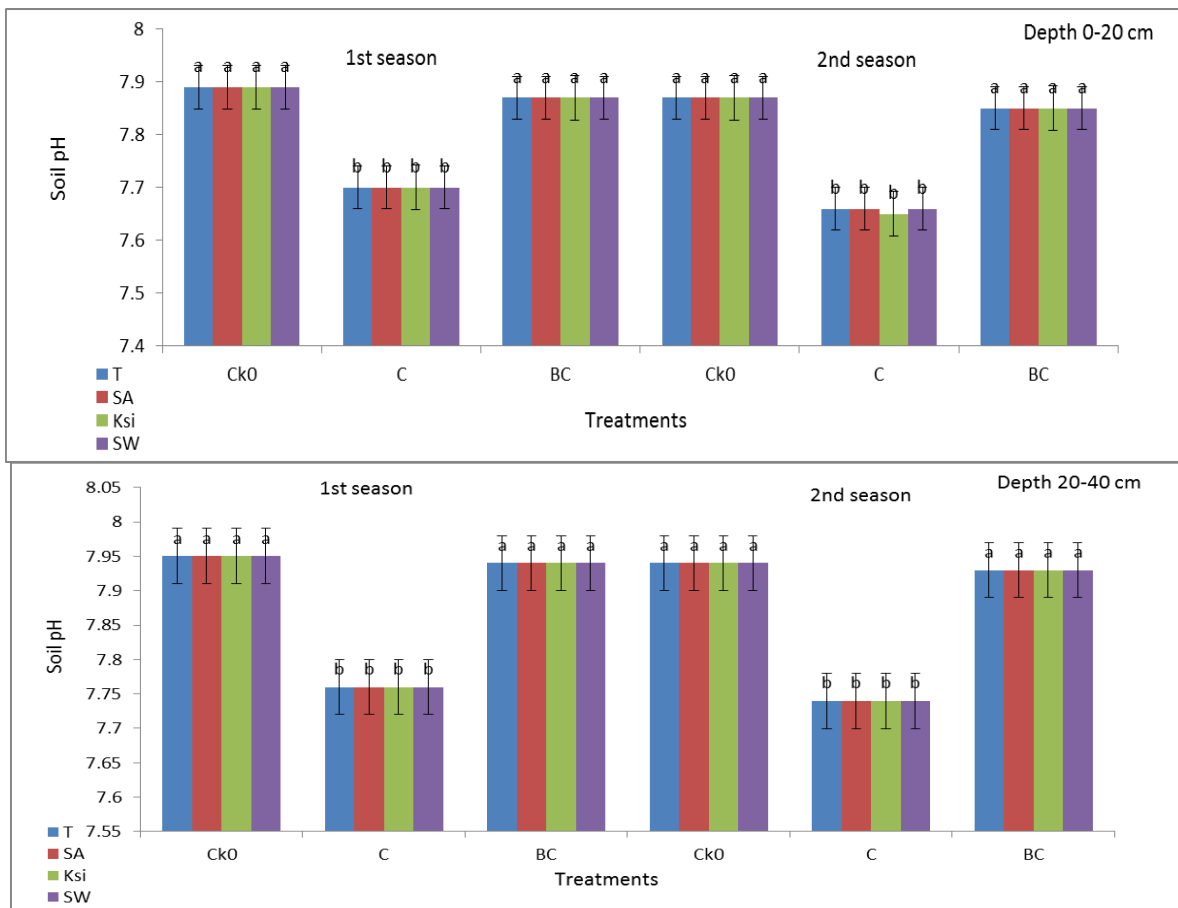 Depth 0-20 cm
1st season
2nd season
8
7.9
7.8
7.7
7.6
7.5
7.4
Soil pH
a a a a
b b b b
a a a a
a a a a
b b b b
a a a a
Ck0 C BC Ck0 C BC
Treatments
T
SA
Ksi
SW
Depth 20-40 cm
1st season
2nd season
8.05
8
7.95
7.9
7.85
7.8
7.75
7.7
7.65
7.6
7.55
Soil pH
a a a a
b b b b
a a a a
a a a a
b b b b
a a a a
Ck0 C BC Ck0 C BC
Treatments
T
SA
Ksi
SW